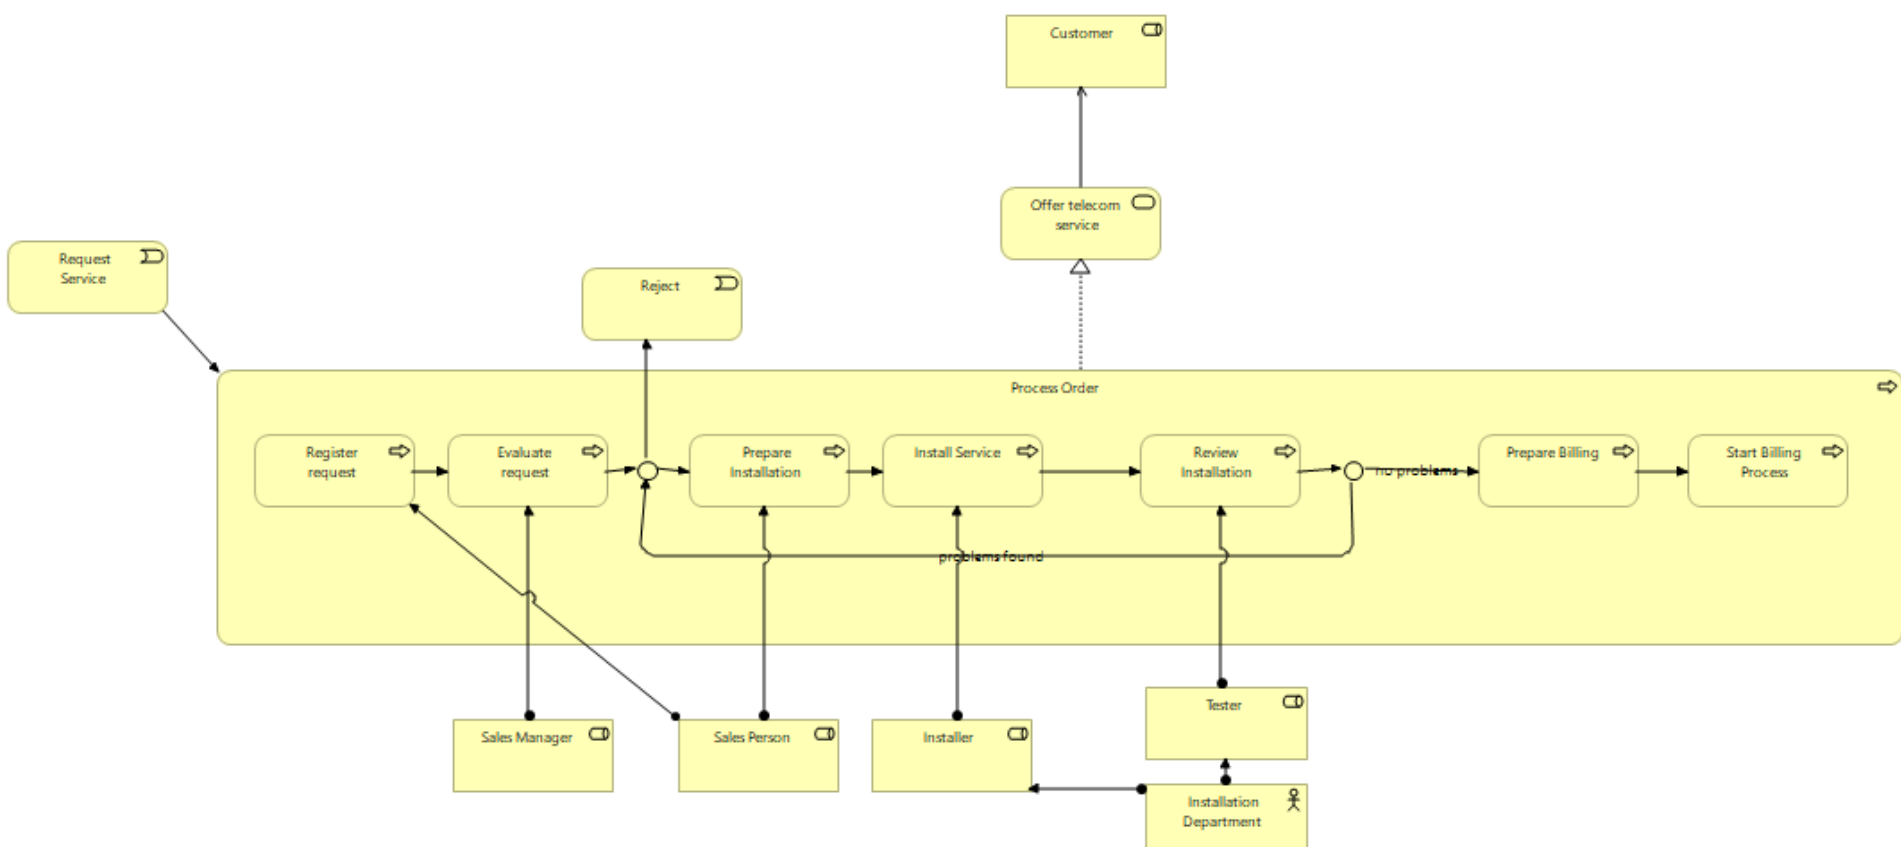 Customer
Offer telecom
service
Request
Service
Reject
Process Order
Register
request
Evaluate
request
Prepare
Installation
Install Service
Review
Installation
no problems
Prepare Billing
Start Billing
Process
problems found
Sales Manager
Sales Person
Installer
Tester
Installation
Department